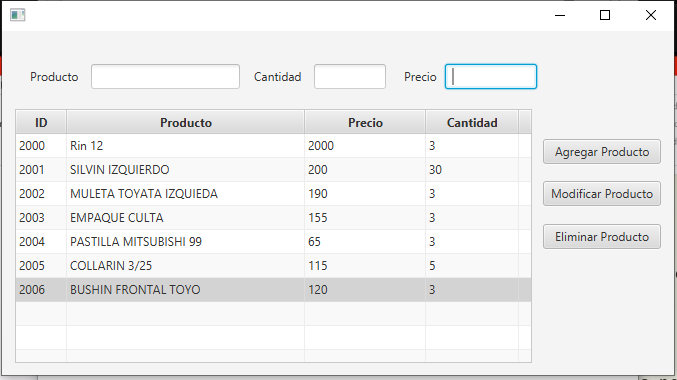 Producto Cantidad Precio
ID Producto Precio Cantidad
2000 Rin 12 2000 3
2001 SILVIN IZQUIERDO 200 30
2002 MULETA TOYATA IZQUIEDA 190 3
2003 EMPAQUE CULTA 155 3
2004 PASTILLA MITSUBISHI 99 65 3
2005 COLLARIN 3/25 115 5
2006 BUSHIN FRONTAL TOYO 120 3
Agregar Producto
Modificar Producto
Eliminar Producto